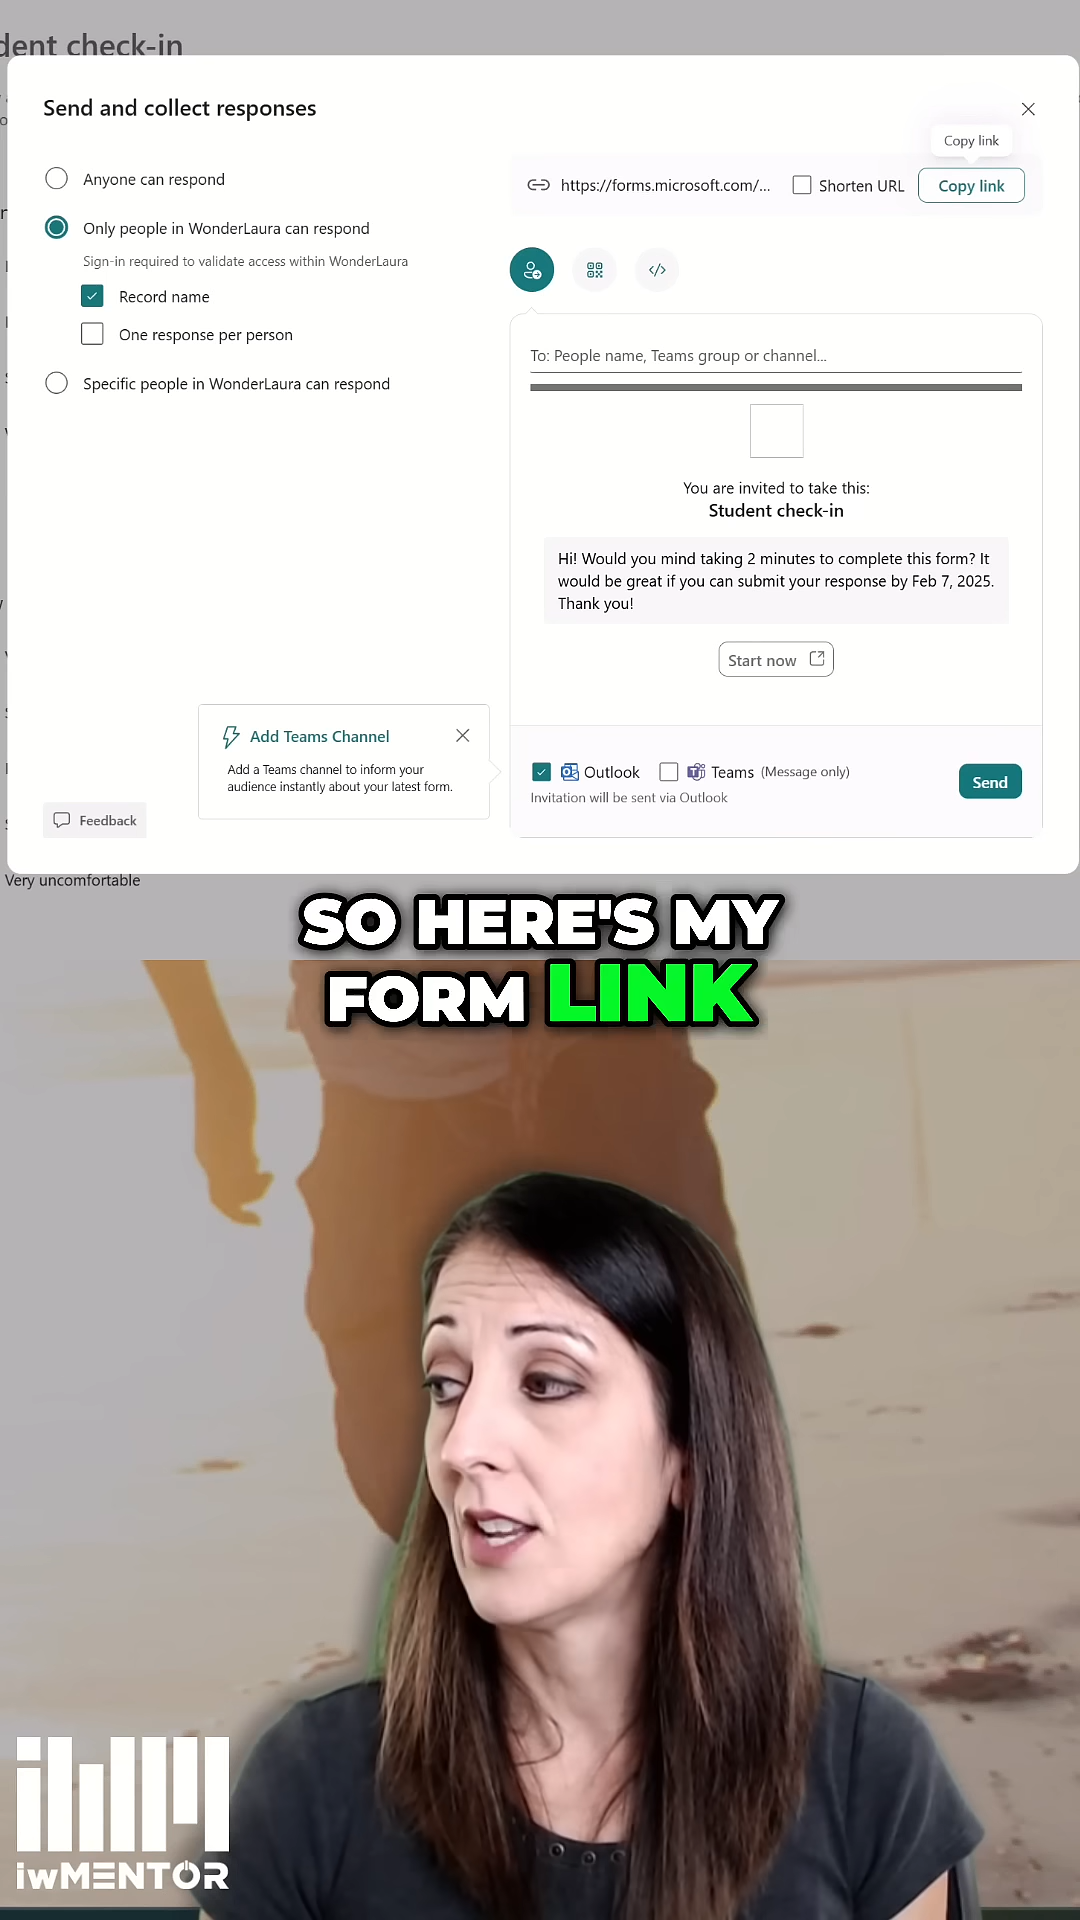 dent check-in
Send and collect responses
Copy link
Anyone can respond
https://forms.microsoft.com/...
Shorten URL
Copy link
Only people in WonderLaura can respond
Sign-in required to validate access within WonderLaura
Record name
One response per person
Specific people in WonderLaura can respond
To: People name, Teams group or channel...
You are invited to take this:
Student check-in
Hi! Would you mind taking 2 minutes to complete this form? It
would be great if you can submit your response by Feb 7, 2025.
Thank you!
Start now
Add Teams Channel
Add a Teams channel to inform your
audience instantly about your latest form.
Outlook
Teams (Message only)
Invitation will be sent via Outlook
Send
Feedback
Very uncomfortable
SO HERE'S MY
FORM LINK
iwMENTOR